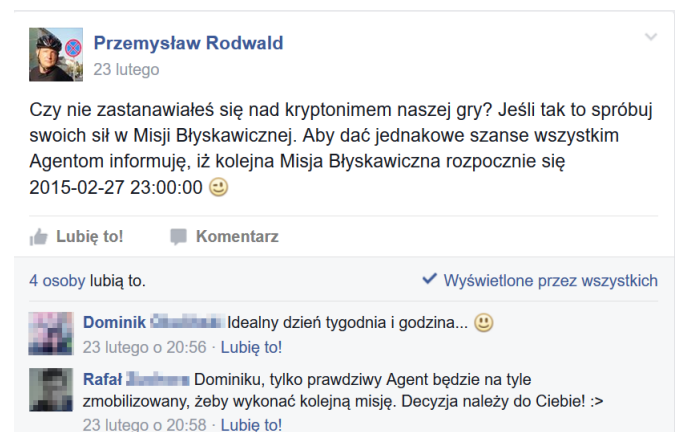 Przemysław Rodwald
23 lutego
Czy nie zastanawiałeś się nad kryptonimem naszej gry? Jeśli tak to spróbuj
swoich sił w Misji Błyskawicznej. Aby dać jednakowe szanse wszystkim
Agentom informuję, iż kolejna Misja Błyskawiczna rozpocznie się
2015-02-27 23:00:00
Lubię to! Komentarz
4 osoby lubią to. Wyświetlone przez wszystkich
Dominik Idealny dzień tygodnia i godzina...
23 lutego o 20:56 · Lubię to!
Rafał Dominiku, tylko prawdziwy Agent będzie na tyle
zmobilizowany, żeby wykonać kolejną misję. Decyzja należy do Ciebie! :>
23 lutego o 20:58 · Lubię to!